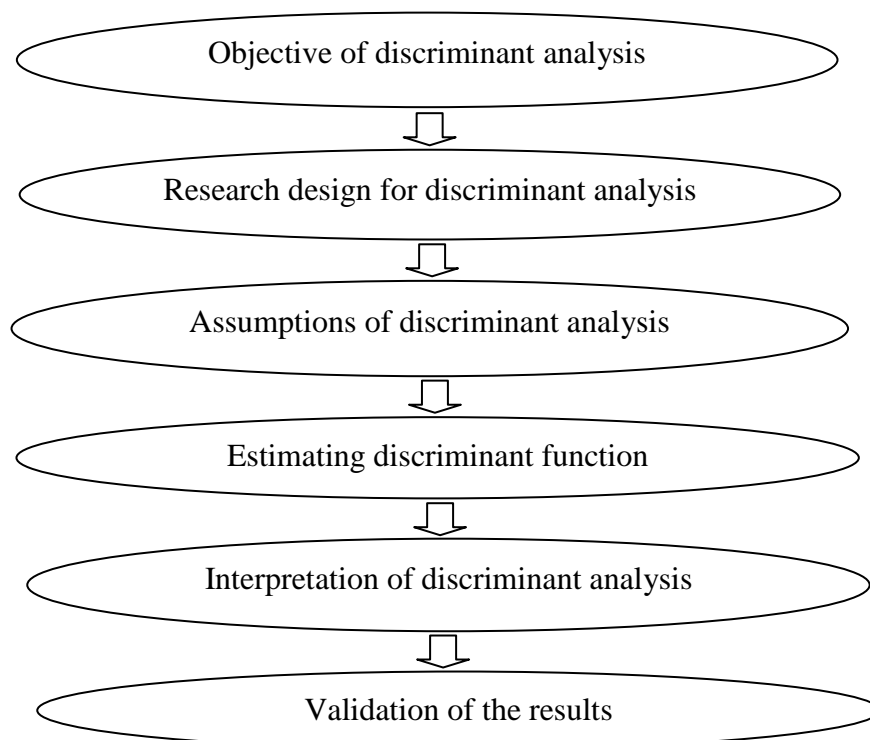 Objective of discriminant analysis
Research design for discriminant analysis
Assumptions of discriminant analysis
Estimating discriminant function
Interpretation of discriminant analysis
Validation of the results